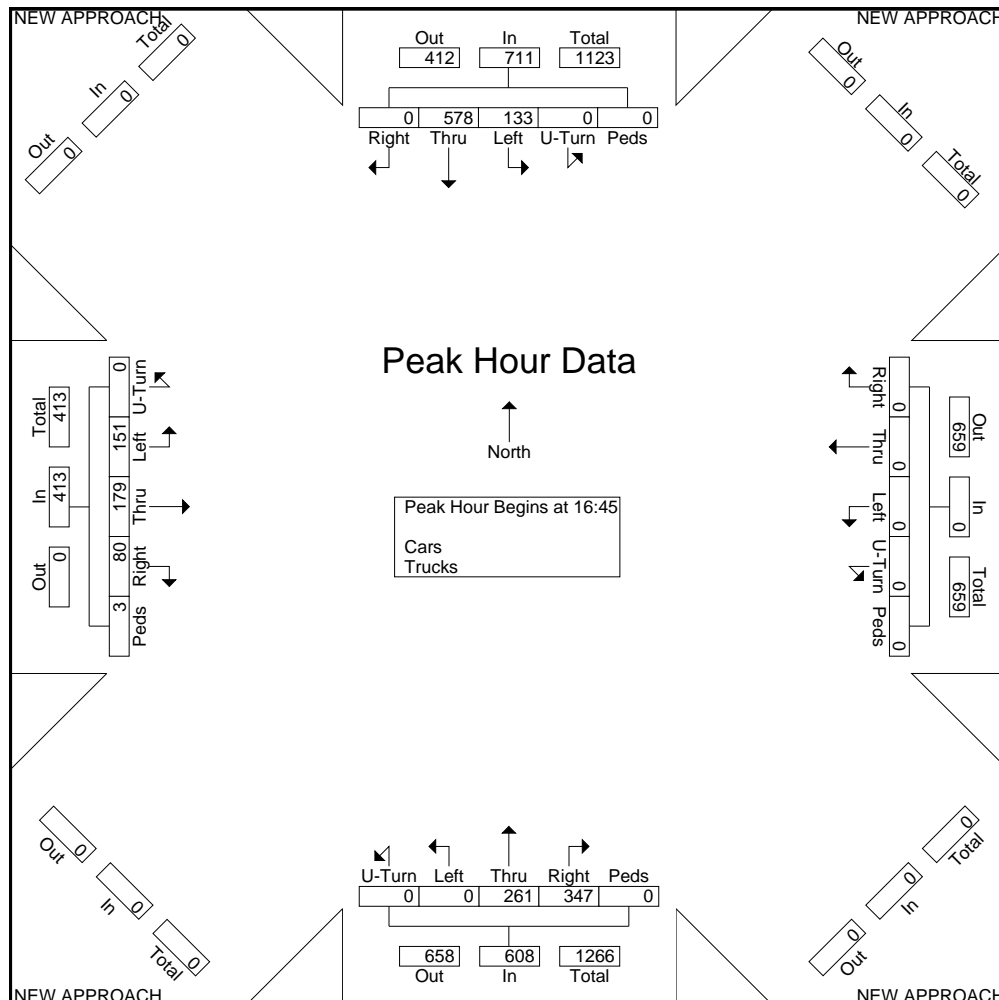 NEW APPROACH
NEW APPROACH
Total
0
In
0
Out
0
Out In Total
412 711 1123
0 578 133 0 0
Right Thru Left U-Turn Peds
Out
0
In
0
Total
0
Peak Hour Data
North
Peak Hour Begins at 16:45
Cars
Trucks
Total
413
In
413
Out
0
0 151 179 80 3
U-Turn Left Thru Right Peds
Right Thru Left U-Turn Peds
0 0 0 0 0
Out
659
In
0
Total
659
U-Turn Left Thru Right Peds
0 0 261 347 0
658 608 1266
Out In Total
Out
0
In
0
Total
0
Total
0
In
0
Out
0
NEW APPROACH
NEW APPROACH